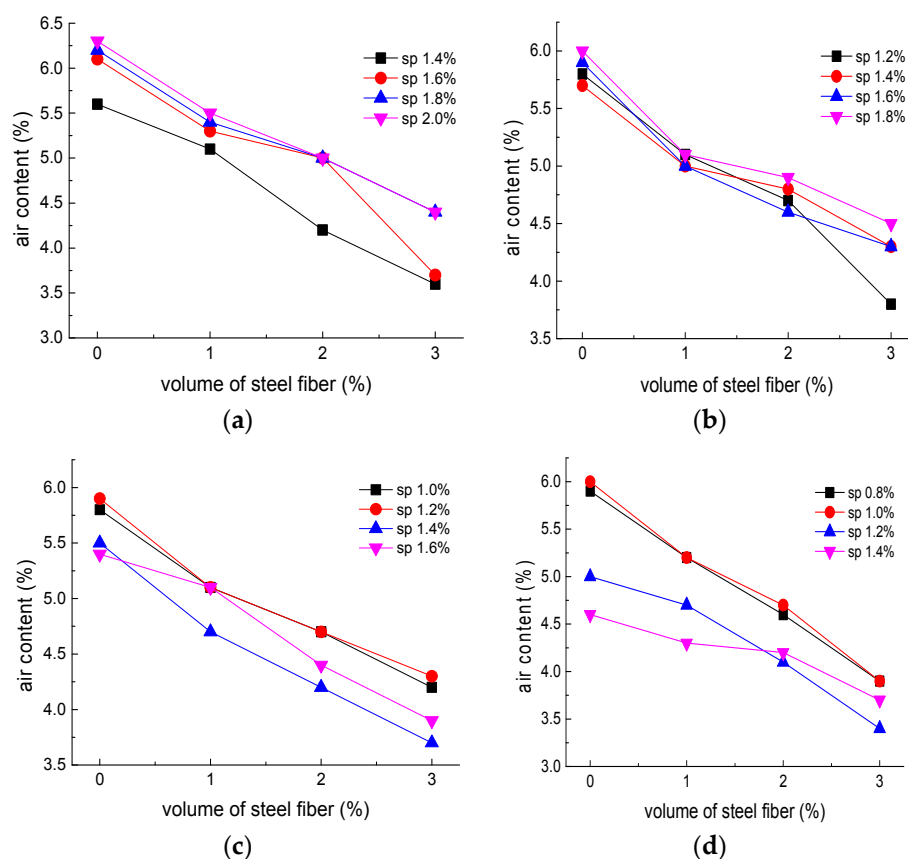 6.5
6.0
5.5
5.0
4.5
4.0
3.5
3.0
air content (%)
0 1 2 3
volume of steel fiber (%)
sp 1.4%
sp 1.6%
sp 1.8%
sp 2.0%
(a)
6.0
5.5
5.0
4.5
4.0
3.5
air content (%)
0 1 2 3
volume of steel fiber (%)
sp 1.2%
sp 1.4%
sp 1.6%
sp 1.8%
(b)
6.0
5.5
5.0
4.5
4.0
3.5
air content (%)
0 1 2 3
volume of steel fiber (%)
sp 1.0%
sp 1.2%
sp 1.4%
sp 1.6%
(c)
6.0
5.5
5.0
4.5
4.0
3.5
3.0
air content (%)
0 1 2 3
volume of steel fiber (%)
sp 0.8%
sp 1.0%
sp 1.2%
sp 1.4%
(d)